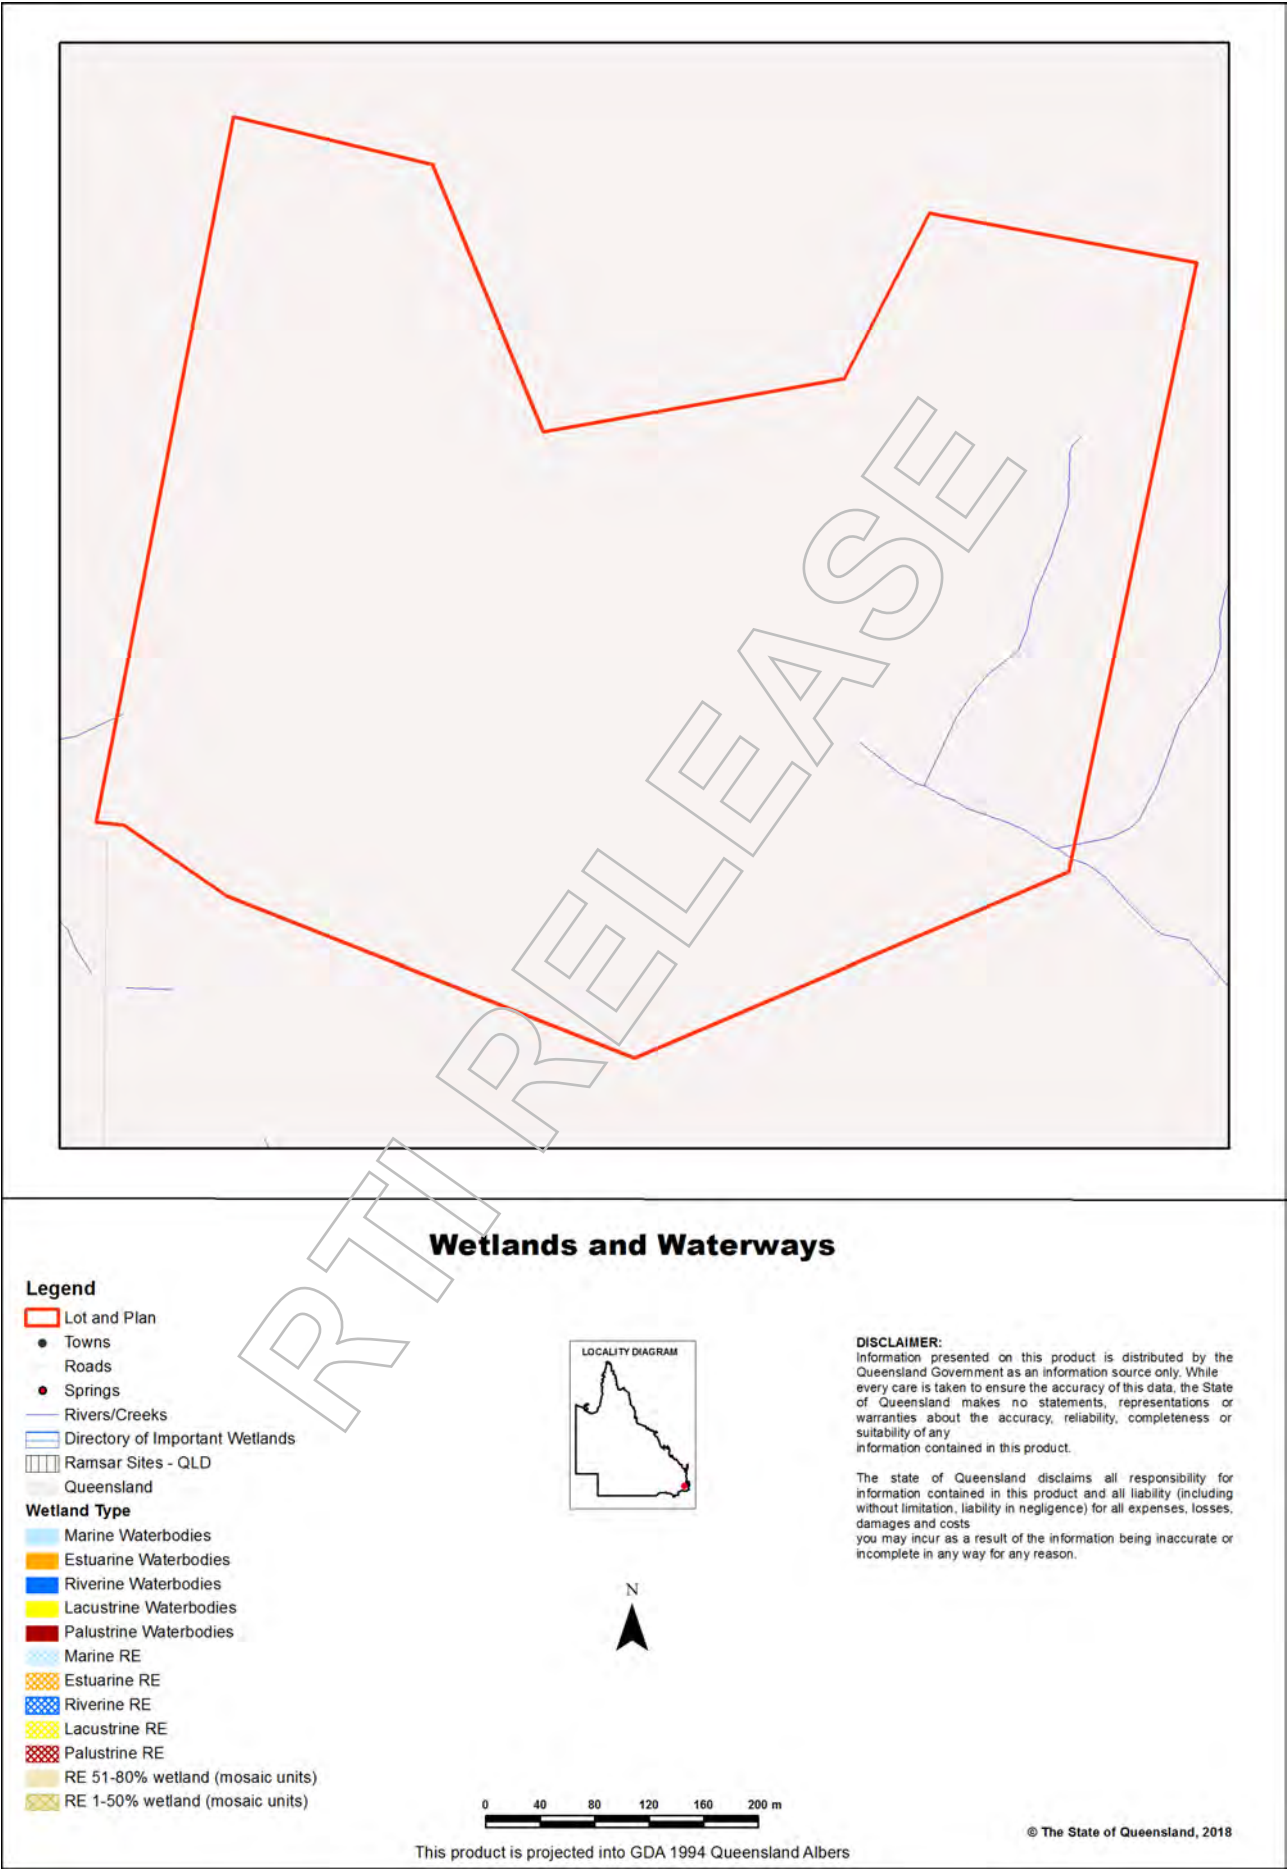 RTI RELEASE
Wetlands and Waterways
Legend
Lot and Plan
Towns
Roads
Springs
Rivers/Creeks
Directory of Important Wetlands
Ramsar Sites - QLD
Queensland
Wetland Type
Marine Waterbodies
Estuarine Waterbodies
Riverine Waterbodies
Lacustrine Waterbodies
Palustrine Waterbodies
Marine RE
Estuarine RE
Riverine RE
Lacustrine RE
Palustrine RE
RE 51-80% wetland (mosaic units)
RE 1-50% wetland (mosaic units)
LOCALITY DIAGRAM
N
0 40 80 120 160 200 m
This product is projected into GDA 1994 Queensland Albers
DISCLAIMER:
Information presented on this product is distributed by the
Queensland Government as an information source only. While
every care is taken to ensure the accuracy of this data, the State
of Queensland makes no statements, representations or
warranties about the accuracy, reliability, completeness or
suitability of any
information contained in this product.
The state of Queensland disclaims all responsibility for
information contained in this product and all liability (including
without limitation, liability in negligence) for all expenses, losses,
damages and costs
you may incur as a result of the information being inaccurate or
incomplete in any way for any reason.
© The State of Queensland, 2018